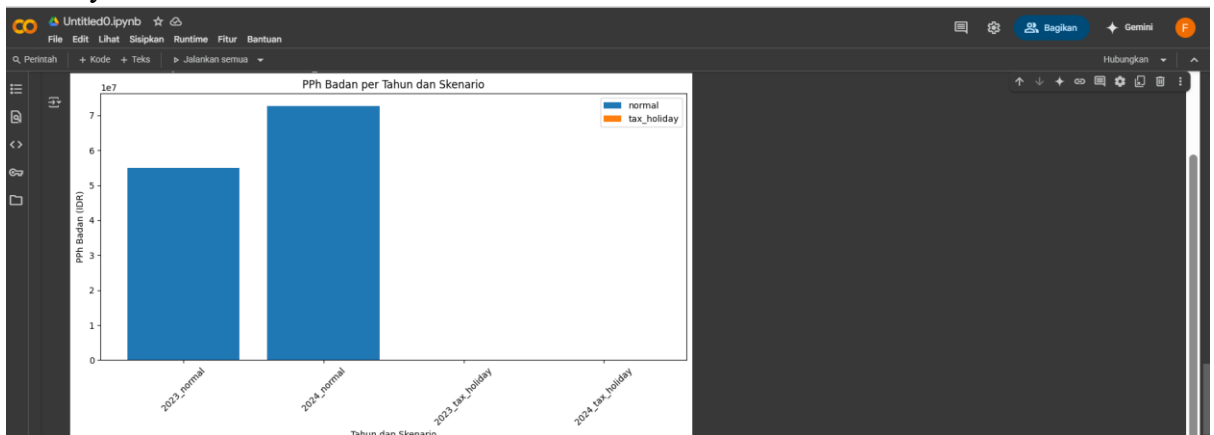 Untitled0.ipynb
File Edit Lihat Sisipkan Runtime Fitur Bantuan
Bagikan
Gemini
F
Perintah + Kode + Teks Jalankan semua
Hubungkan
1e7
PPh Badan per Tahun dan Skenario
normal
tax_holiday
7
6
5
4
3
2
1
0
PPh Badan (IDR)
2023_normal
2024_normal
2023_tax_holiday
2024_tax_holiday
Tahun dan Skenario